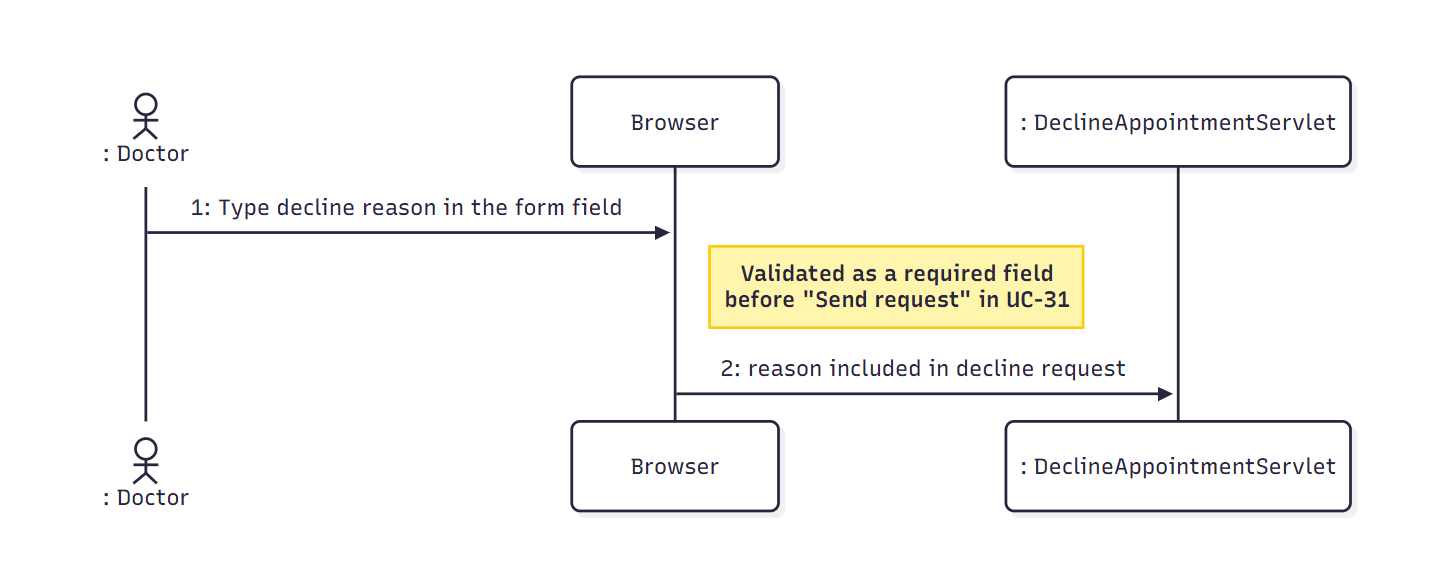 : Doctor
Browser
: DeclineAppointmentServlet
1: Type decline reason in the form field
Validated as a required field
before "Send request" in UC-31
2: reason included in decline request
: Doctor
Browser
: DeclineAppointmentServlet